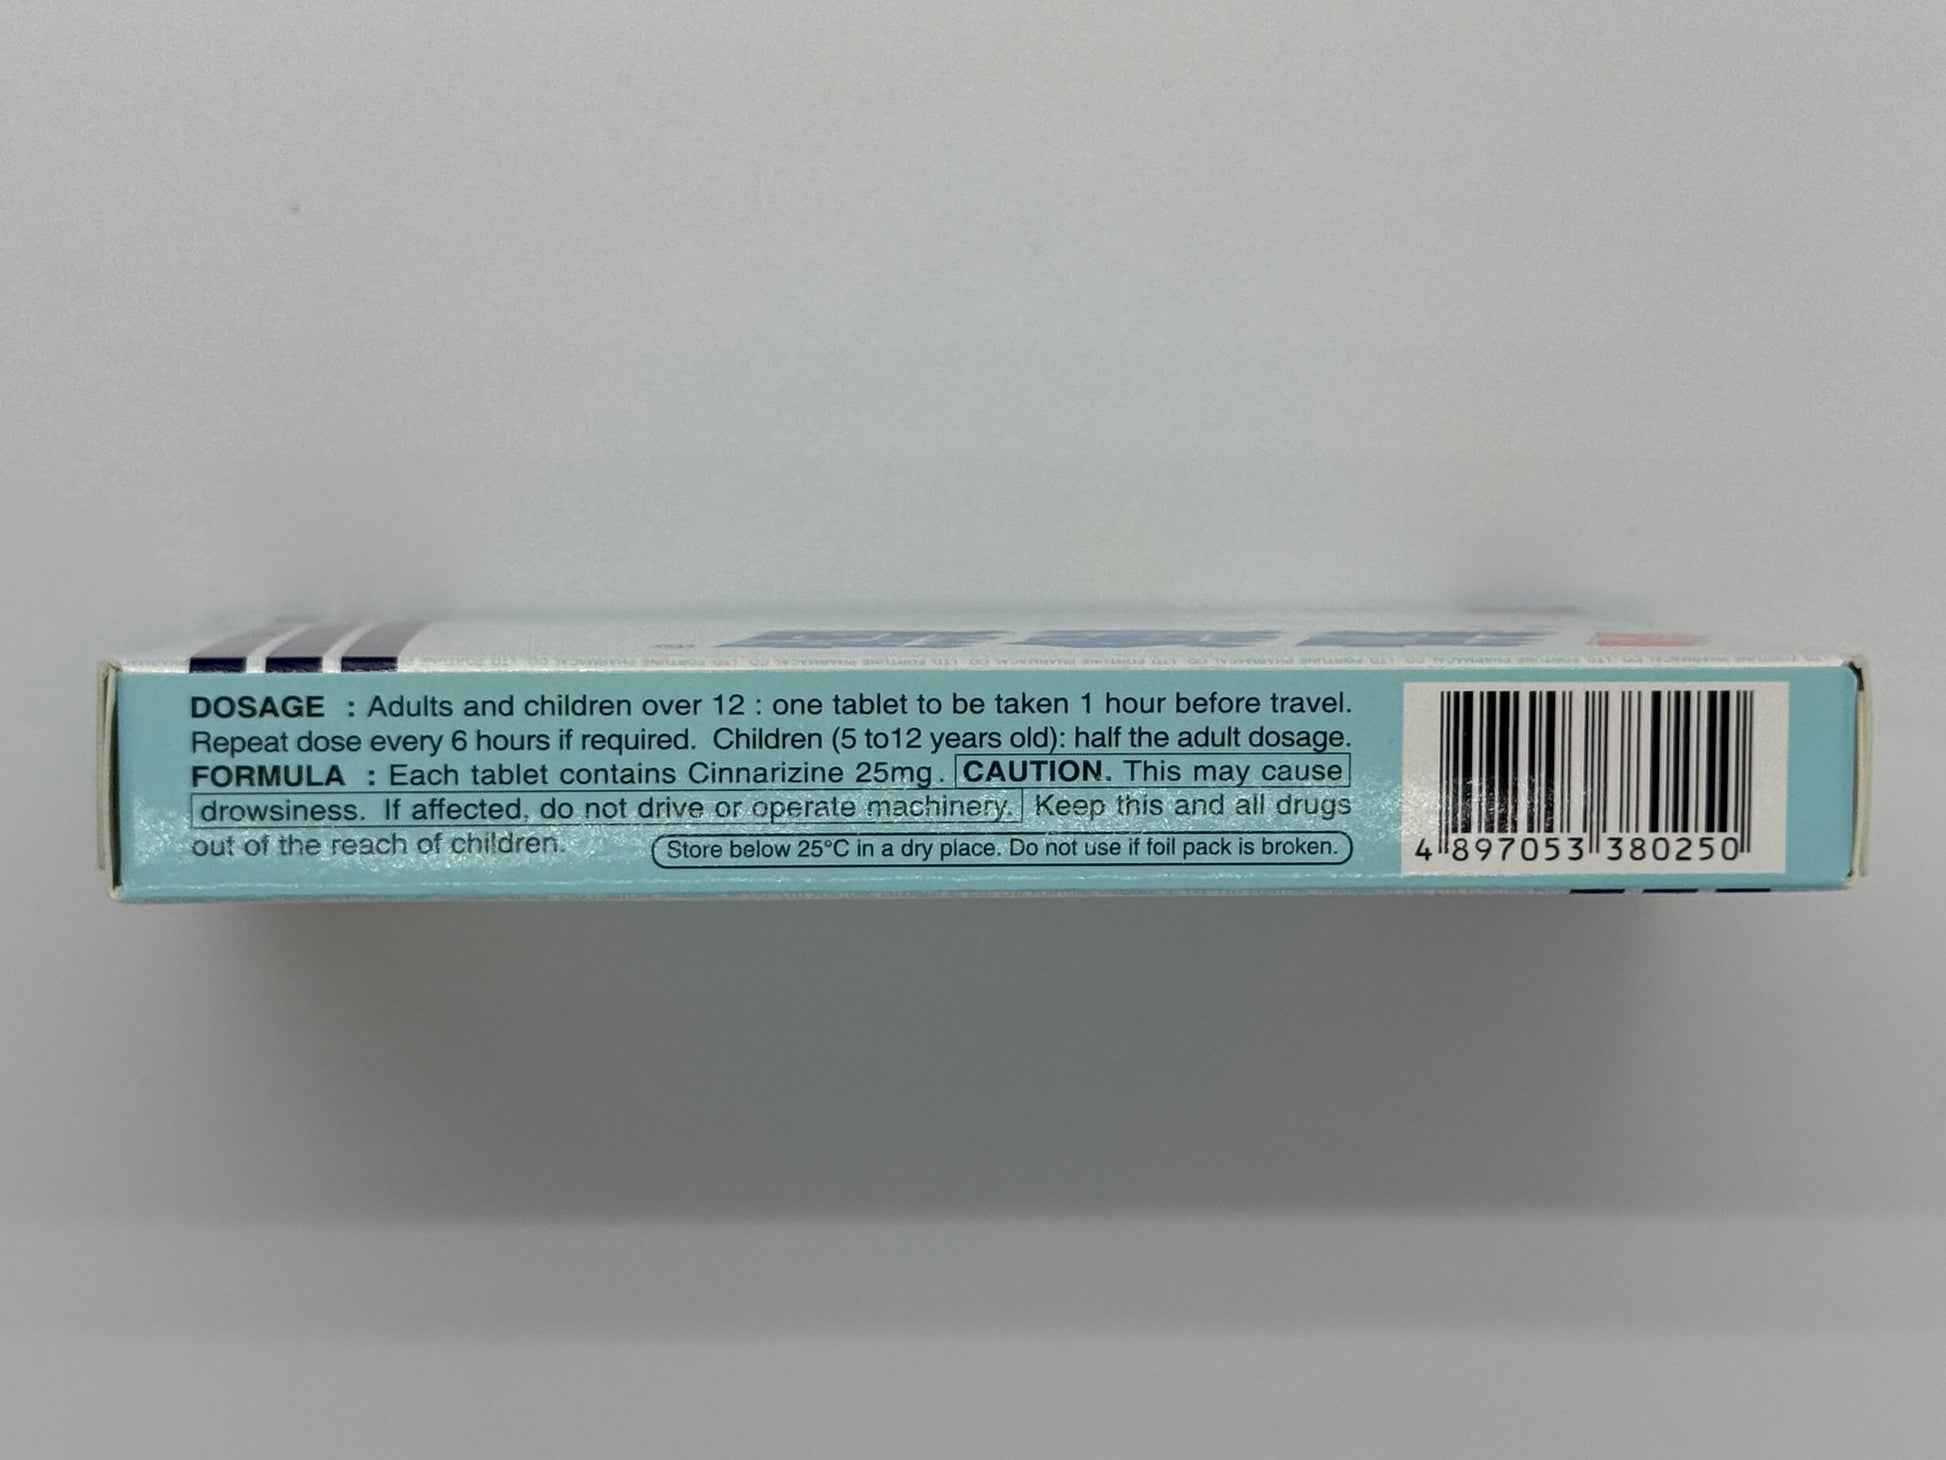 DOSAGE : Adults and children over 12 : one tablet to be taken 1 hour before travel.
Repeat dose every 6 hours if required. Children (5 to12 years old): half the adult dosage.
FORMULA : Each tablet contains Cinnarizine 25mg. CAUTION. This may cause
drowsiness. If affected, do not drive or operate machinery. Keep this and all drugs
out of the reach of children.
Store below 25°C in a dry place. Do not use if foil pack is broken.
4 897053 380250